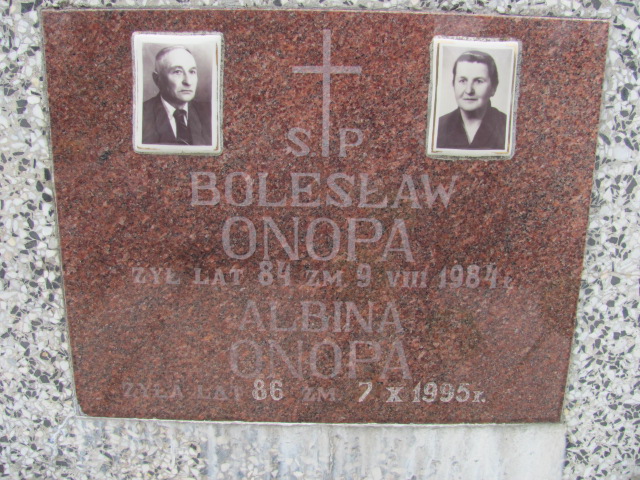 Ś P
BOLESŁAW
ONOPA
ŻYŁ LAT 84 ZM 9 VIII 1984 r.
ALBINA
ONOPA
ŻYŁA LAT 86 ZM 7 X 1995 r.